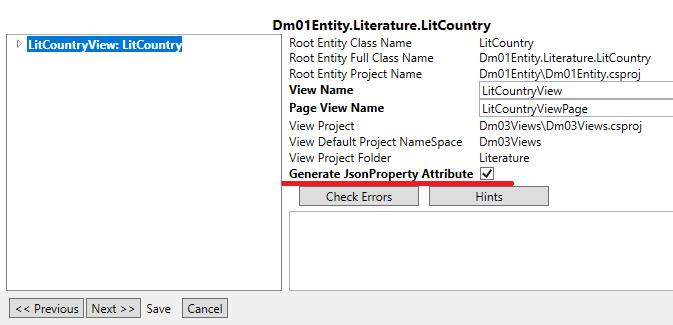 Dm01Entity.Literature.LitCountry
LitCountryView: LitCountry
Root Entity Class Name LitCountry
Root Entity Full Class Name Dm01Entity.Literature.LitCountry
Root Entity Project Name Dm01Entity\Dm01Entity.csproj
View Name LitCountryView
Page View Name LitCountryViewPage
View Project Dm03Views\Dm03Views.csproj
View Default Project NameSpace Dm03Views
View Project Folder Literature
Generate JsonProperty Attribute
Check Errors Hints
<< Previous Next >> Save Cancel